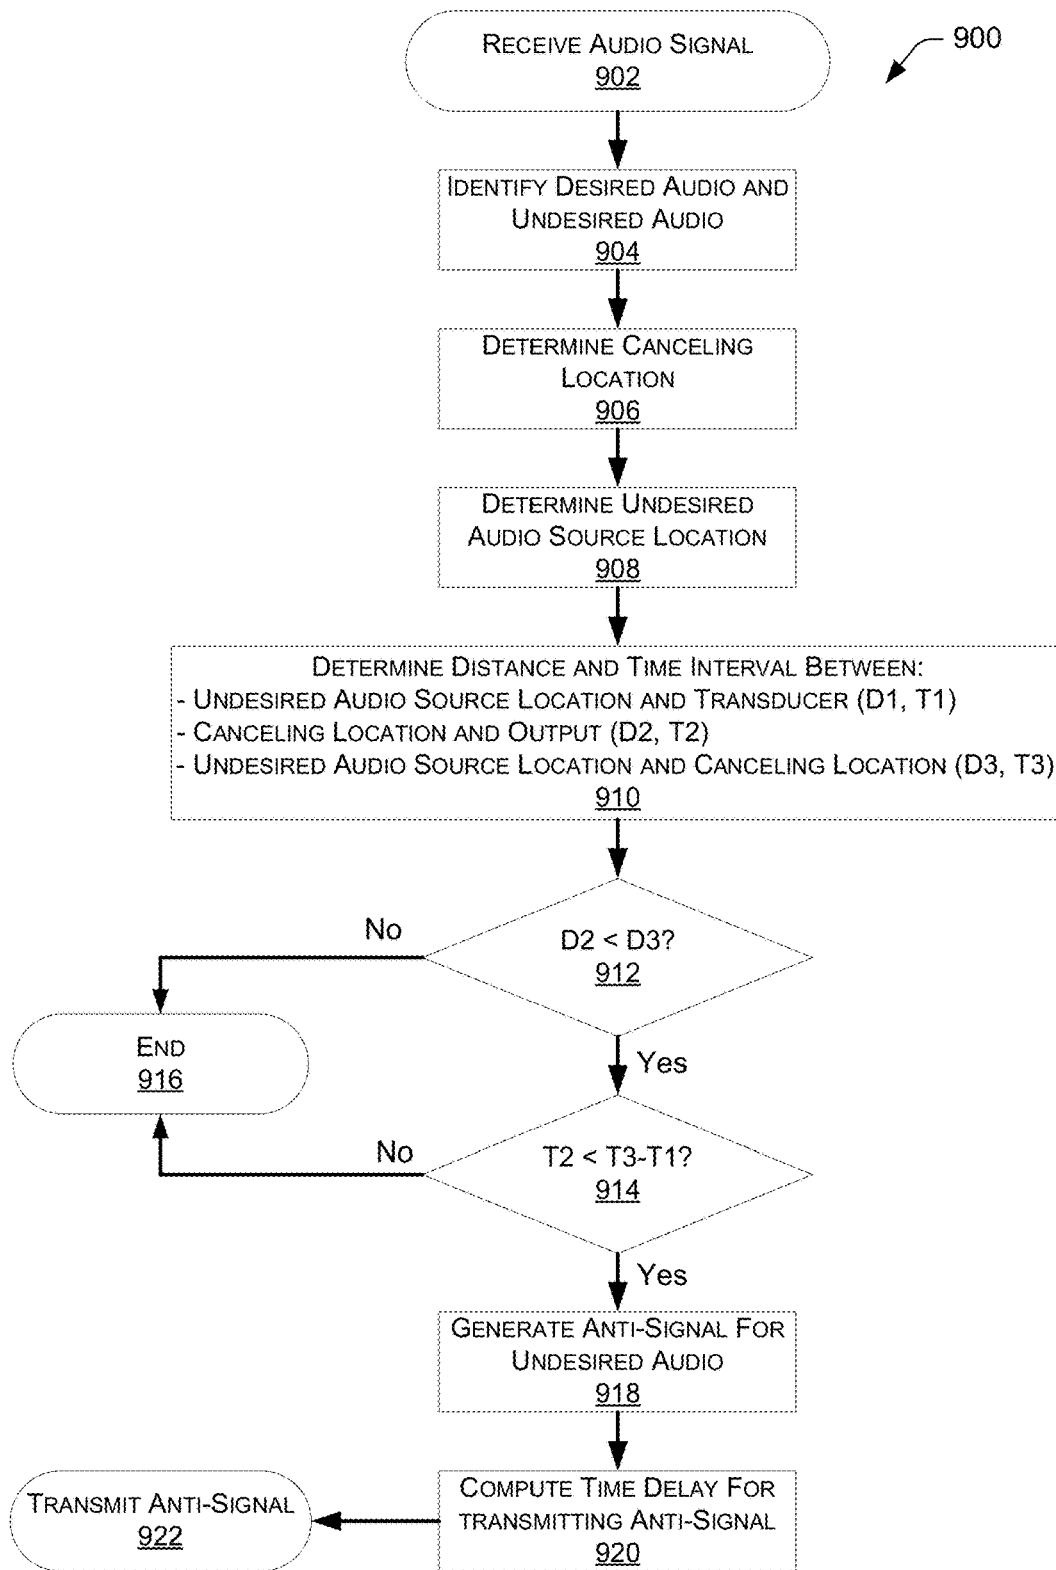 RECEIVE AUDIO SIGNAL
902
900
IDENTIFY DESIRED AUDIO AND
UNDESIRED AUDIO
904
DETERMINE CANCELING
LOCATION
906
DETERMINE UNDESIRED
AUDIO SOURCE LOCATION
908
DETERMINE DISTANCE AND TIME INTERVAL BETWEEN:
- UNDESIRED AUDIO SOURCE LOCATION AND TRANSDUCER (D1, T1)
- CANCELING LOCATION AND OUTPUT (D2, T2)
- UNDESIRED AUDIO SOURCE LOCATION AND CANCELING LOCATION (D3, T3)
910
No
D2 < D3?
912
END
916
Yes
No
T2 < T3-T1?
914
Yes
GENERATE ANTI-SIGNAL FOR
UNDESIRED AUDIO
918
COMPUTE TIME DELAY FOR
TRANSMITTING ANTI-SIGNAL
920
TRANSMIT ANTI-SIGNAL
922